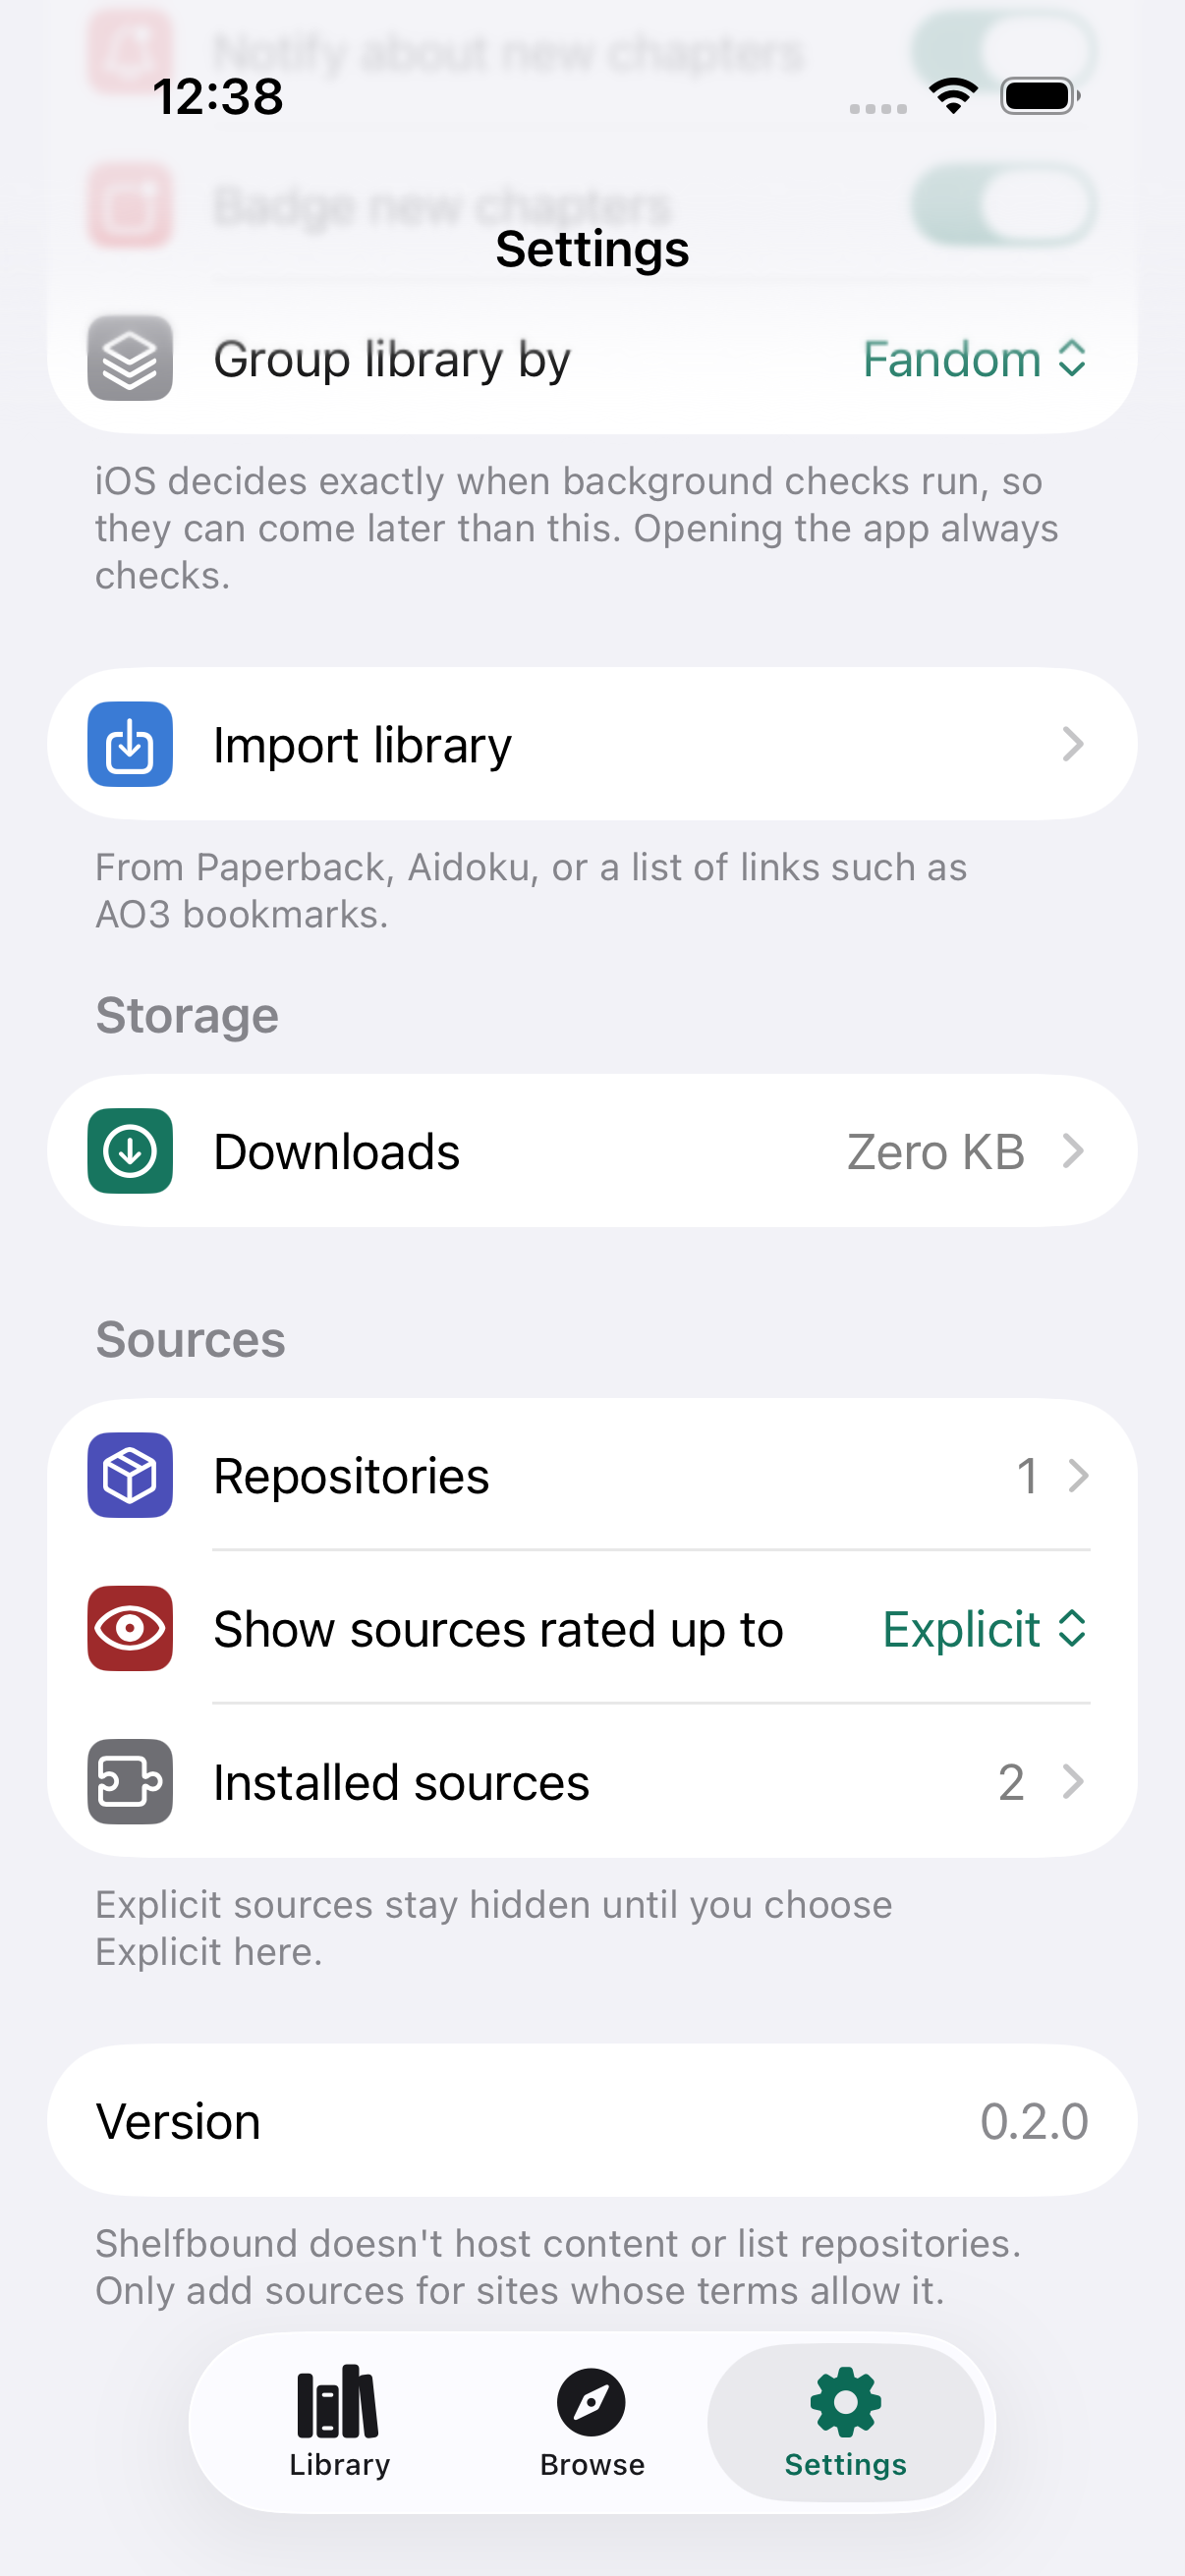 Notify about new chapters
12:38
Badge new chapters
Settings
Group library by Fandom
iOS decides exactly when background checks run, so
they can come later than this. Opening the app always
checks.
Import library
From Paperback, Aidoku, or a list of links such as
AO3 bookmarks.
Storage
Downloads Zero KB
Sources
Repositories 1
Show sources rated up to Explicit
Installed sources 2
Explicit sources stay hidden until you choose
Explicit here.
Version 0.2.0
Shelfbound doesn't host content or list repositories.
Only add sources for sites whose terms allow it.
Library Browse Settings